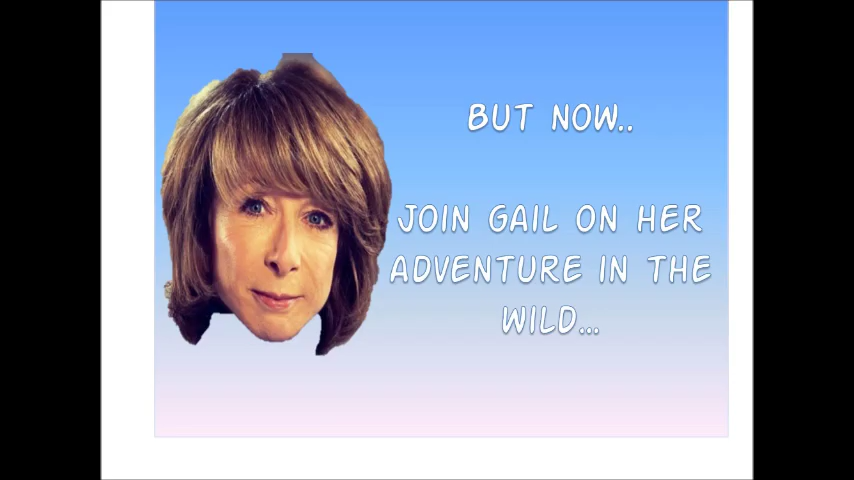 BUT NOW..
JOIN GAIL ON HER
ADVENTURE IN THE
WILD...